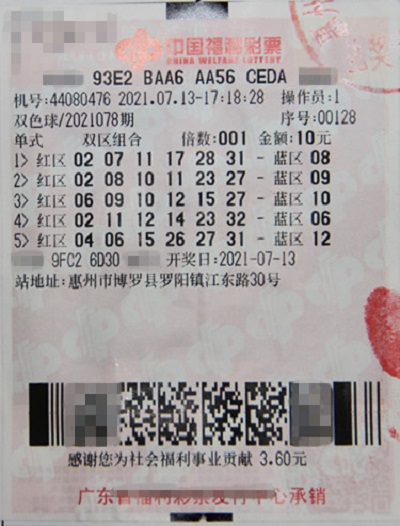 中国福利彩票
CHINA WELFARE LOTTERY
93E2 BAA6 AA56 CEDA
机号:44080476 2021.07.13-17:18:28 操作员:1
双色球/2021078期 序号:00128
单式 双区组合 倍数:001 金额:10元
1> 红区 02 07 11 17 28 31 - 蓝区 08
2> 红区 02 08 10 11 23 27 - 蓝区 09
3> 红区 06 09 10 12 15 27 - 蓝区 10
4> 红区 02 11 12 14 23 32 - 蓝区 06
5> 红区 04 06 15 26 27 31 - 蓝区 12
9FC2 6D30 开奖日:2021-07-13
站地址:惠州市博罗县罗阳镇江东路30号
感谢您为社会福利事业贡献 3.60元
广东省福利彩票发行中心承销